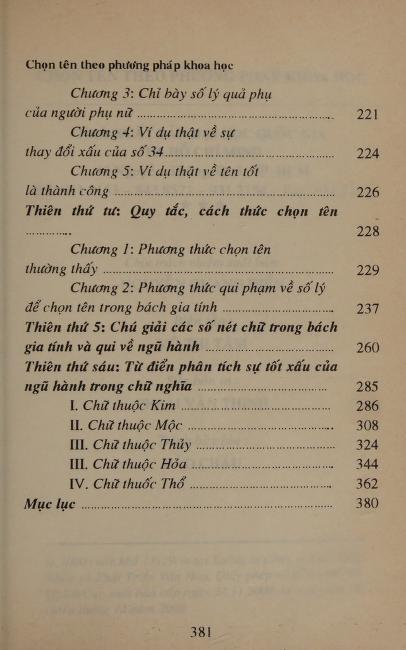 Chọn tên theo phương pháp khoa học
Chương 3: Chỉ bày số lý quả phụ
của người phụ nữ ........................................................ 221
Chương 4: Ví dụ thật về sự
thay đổi xấu của số 34.................................................. 224
Chương 5: Ví dụ thật về tên tốt
là thành công ............................................................... 226
Thiên thứ tư: Quy tắc, cách thức chọn tên
............. 228
Chương 1: Phương thức chọn tên
thường thấy ................................................................. 229
Chương 2: Phương thức qui phạm về số lý
để chọn tên trong bách gia tính .................................. 237
Thiên thứ 5: Chú giải các số nét chữ trong bách
gia tính và qui về ngũ hành ....................................... 260
Thiên thứ sáu: Từ điển phân tích sự tốt xấu của
ngũ hành trong chữ nghĩa ......................................... 285
I. Chữ thuộc Kim ........................................... 286
II. Chữ thuộc Mộc .......................................... 308
III. Chữ thuộc Thủy ........................................ 324
III. Chữ thuộc Hỏa ......................................... 344
IV. Chữ thuốc Thổ .......................................... 362
Mục lục ....................................................................... 380
381